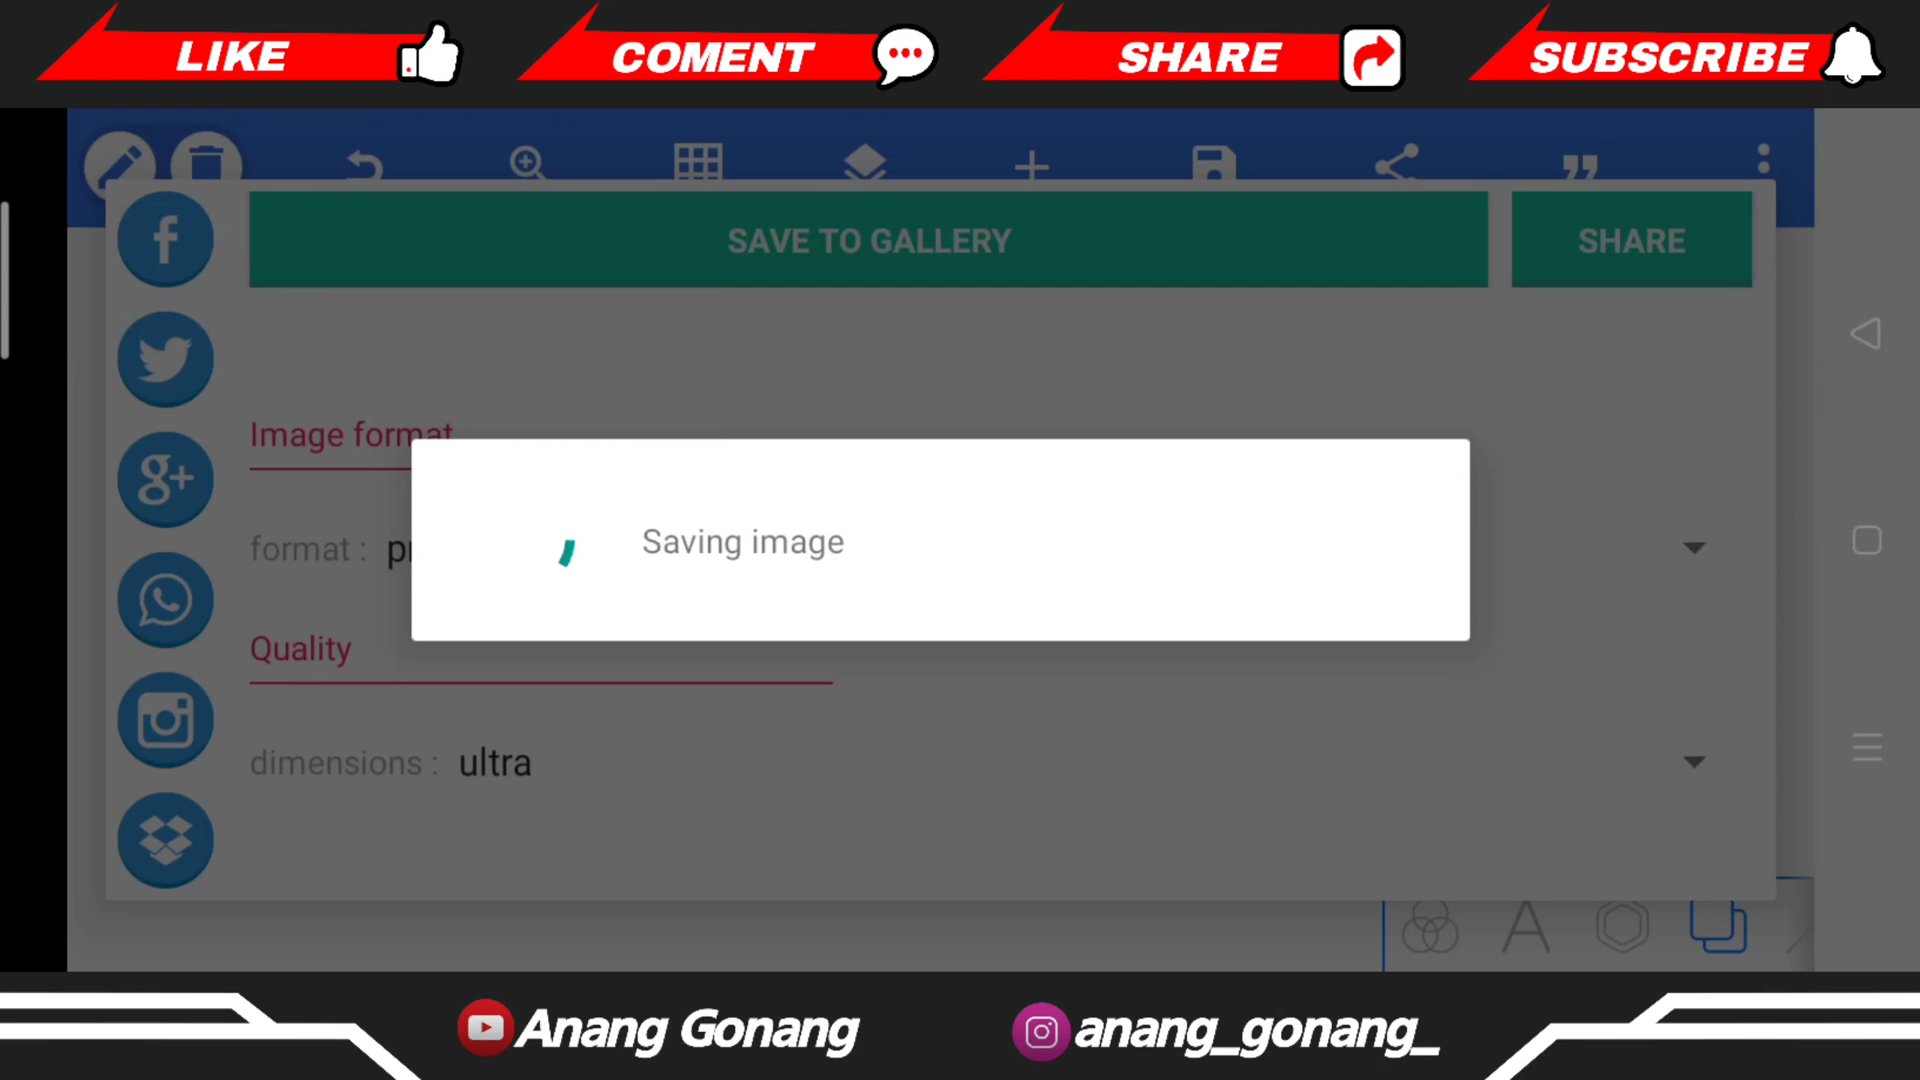 LIKE
COMENT
SHARE
SUBSCRIBE
SAVE TO GALLERY
SHARE
Image format
Saving image
format :
Quality
dimensions : ultra
Anang Gonang
anang_gonang_